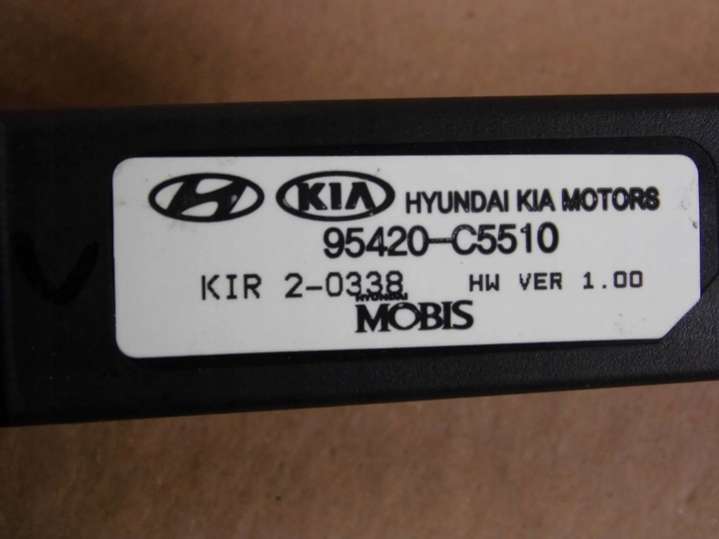 KIA HYUNDAI KIA MOTORS
95420-C5510
KIR 2-0338 HW VER 1.00
HYUNDAI
MOBIS